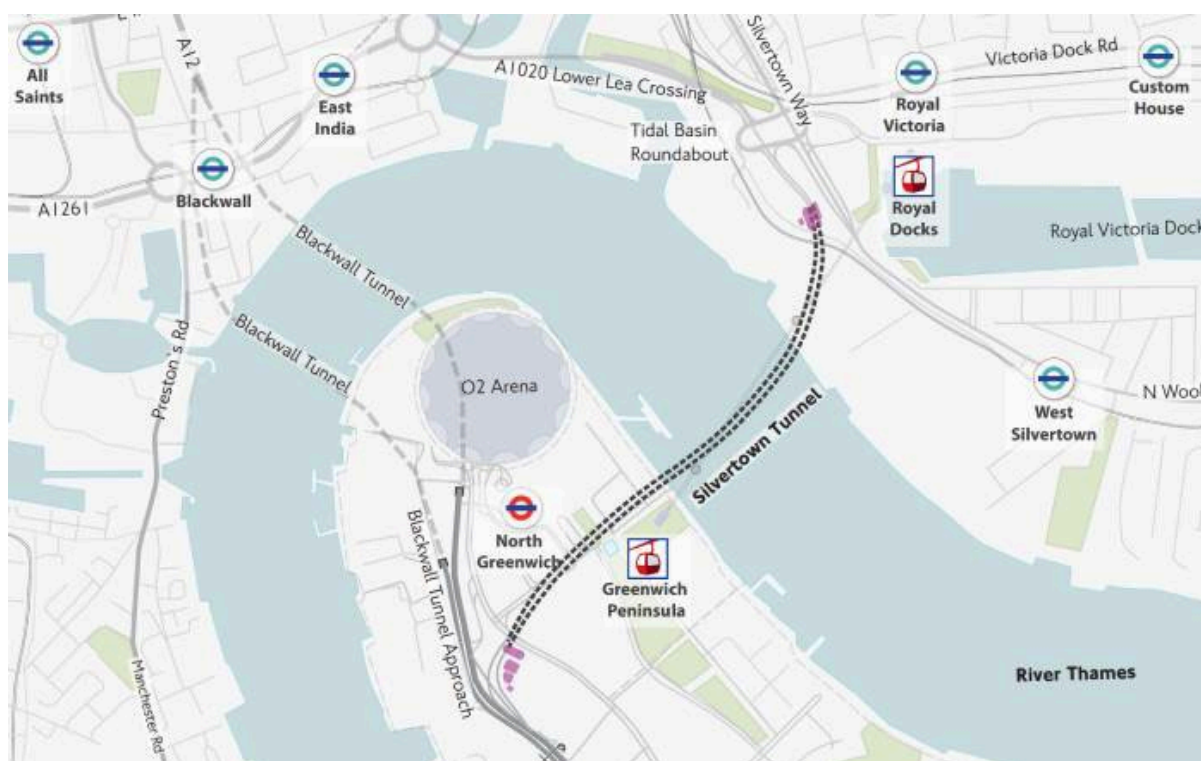 A12
Silvertown Way
Victoria Dock Rd
All
Saints
East
India
A1020 Lower Lea Crossing
Royal
Victoria
Custom
House
Tidal Basin
Roundabout
Blackwall
A1261
Royal
Docks
Royal Victoria Dock
Blackwall Tunnel
Blackwall Tunnel
Preston's Rd
O2 Arena
N Wool
West
Silvertown
Silvertown Tunnel
North
Greenwich
Blackwall Tunnel Approach
Greenwich
Peninsula
River Thames
Manchester Rd